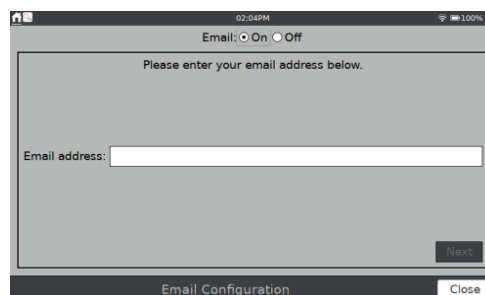 02:04PM
100%
Email: On Off
Please enter your email address below.
Email address:
Next
Email Configuration
Close